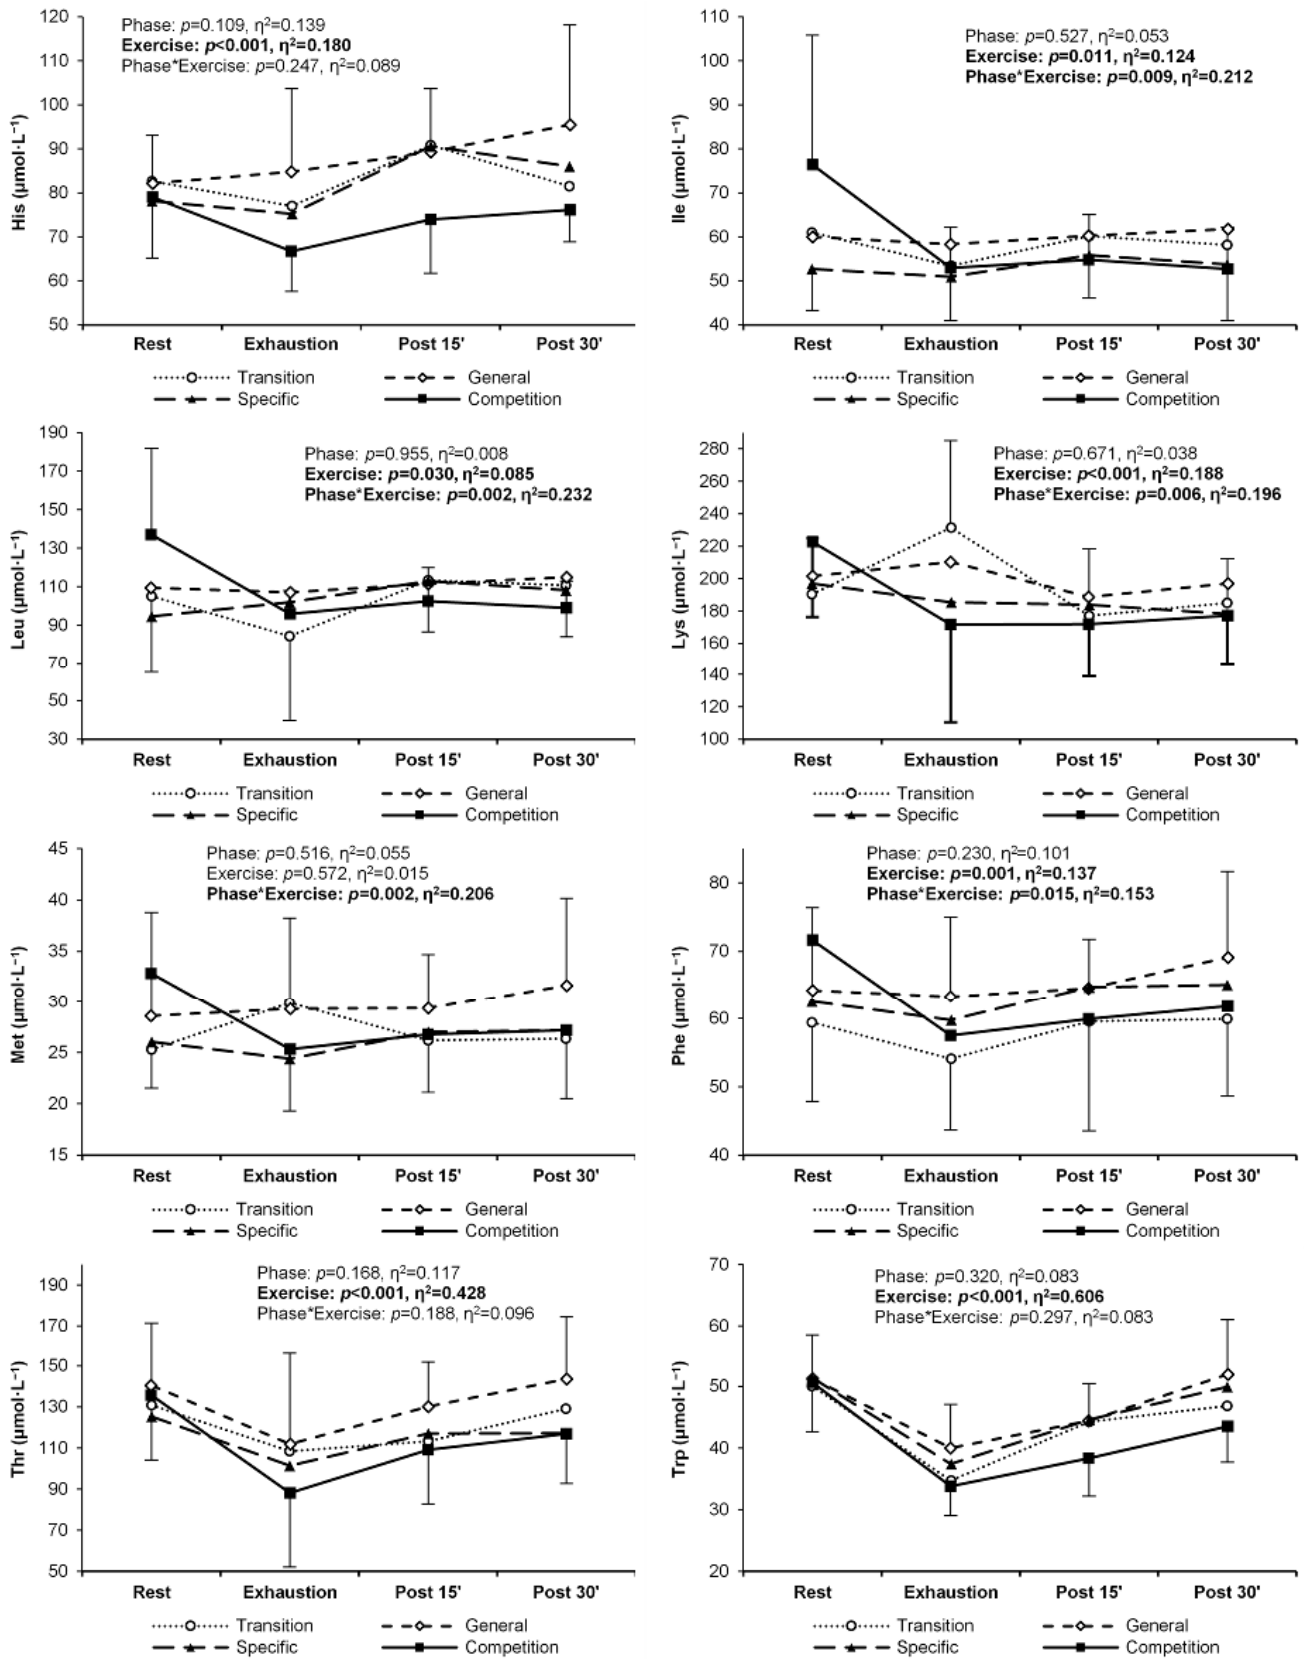 Phase: p=0.109, η²=0.139
Exercise: p<0.001, η²=0.180
Phase*Exercise: p=0.247, η²=0.089
His (µmol·L⁻¹)
120
110
100
90
80
70
60
50
Rest Exhaustion Post 15' Post 30'
Transition General
Specific Competition
Phase: p=0.527, η²=0.053
Exercise: p=0.011, η²=0.124
Phase*Exercise: p=0.009, η²=0.212
Ile (µmol·L⁻¹)
110
100
90
80
70
60
50
40
Rest Exhaustion Post 15' Post 30'
Transition General
Specific Competition
Phase: p=0.955, η²=0.008
Exercise: p=0.030, η²=0.085
Phase*Exercise: p=0.002, η²=0.232
Leu (µmol·L⁻¹)
190
170
150
130
110
90
70
50
30
Rest Exhaustion Post 15' Post 30'
Transition General
Specific Competition
Phase: p=0.671, η²=0.038
Exercise: p<0.001, η²=0.188
Phase*Exercise: p=0.006, η²=0.196
Lys (µmol·L⁻¹)
280
260
240
220
200
180
160
140
120
100
Rest Exhaustion Post 15' Post 30'
Transition General
Specific Competition
Phase: p=0.516, η²=0.055
Exercise: p=0.572, η²=0.015
Phase*Exercise: p=0.002, η²=0.206
Met (µmol·L⁻¹)
45
40
35
30
25
20
15
Rest Exhaustion Post 15' Post 30'
Transition General
Specific Competition
Phase: p=0.230, η²=0.101
Exercise: p=0.001, η²=0.137
Phase*Exercise: p=0.015, η²=0.153
Phe (µmol·L⁻¹)
80
70
60
50
40
Rest Exhaustion Post 15' Post 30'
Transition General
Specific Competition
Phase: p=0.168, η²=0.117
Exercise: p<0.001, η²=0.428
Phase*Exercise: p=0.188, η²=0.096
Thr (µmol·L⁻¹)
190
170
150
130
110
90
70
50
Rest Exhaustion Post 15' Post 30'
Transition General
Specific Competition
Phase: p=0.320, η²=0.083
Exercise: p<0.001, η²=0.606
Phase*Exercise: p=0.297, η²=0.083
Trp (µmol·L⁻¹)
70
60
50
40
30
20
Rest Exhaustion Post 15' Post 30'
Transition General
Specific Competition